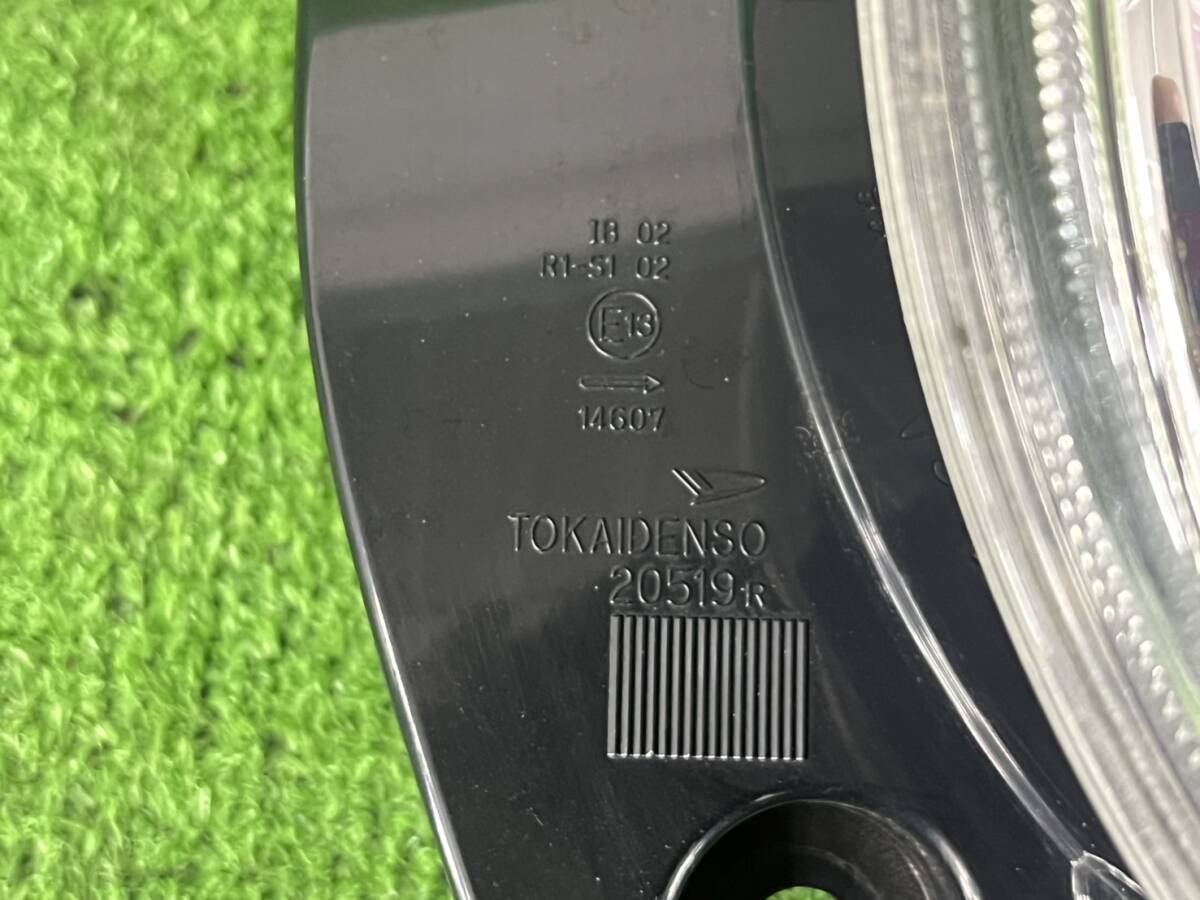 IB 02
R1-S1 02
E13
14607
TOKAIDENSO
20519 R